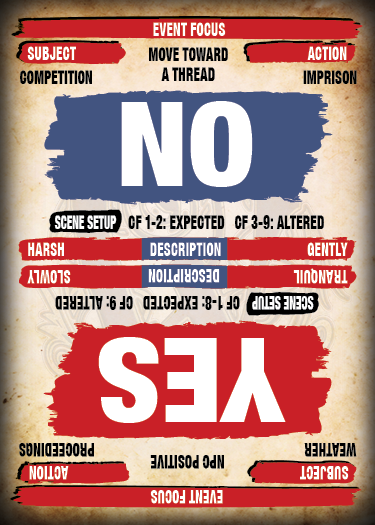 EVENT FOCUS
SUBJECT MOVE TOWARD ACTION
COMPETITION A THREAD IMPRISON
NO
SCENE SETUP CF 1-2: EXPECTED CF 3-9: ALTERED
HARSH DESCRIPTION GENTLY
EVENT FOCUS
SUBJECT NPC POSITIVE ACTION
WEATHER PROCEEDINGS
YES
SCENE SETUP CF 1-8: EXPECTED CF 9: ALTERED
TRANQUIL DESCRIPTION SLOWLY